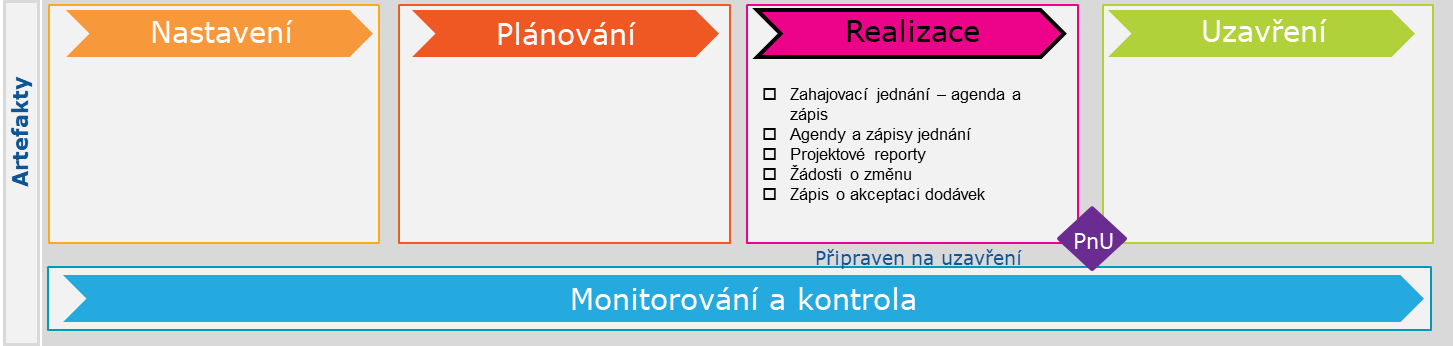 Artefakty
Nastavení
Plánování
Realizace
Uzavření
Zahajovací jednání – agenda a
zápis
Agendy a zápisy jednání
Projektové reporty
Žádosti o změnu
Zápis o akceptaci dodávek
PnU
Připraven na uzavření
Monitorování a kontrola